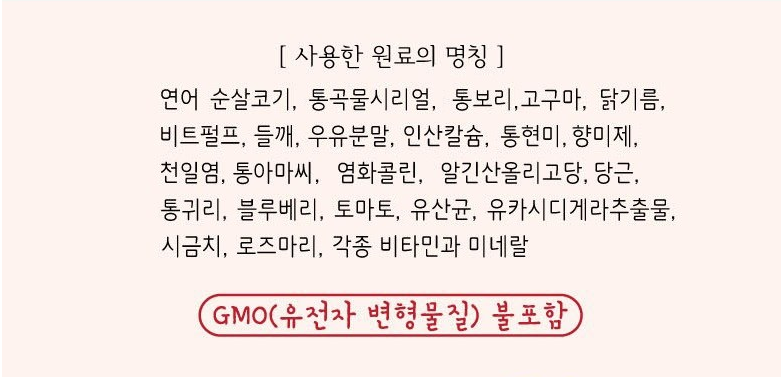 [ 사용한 원료의 명칭 ]
연어 순살코기, 통곡물시리얼, 통보리,고구마, 닭기름,
비트펄프, 들깨, 우유분말, 인산칼슘, 통현미,향미제,
천일염, 통아마씨, 염화콜린, 알긴산올리고당, 당근,
통귀리, 블루베리, 토마토, 유산균, 유카시디게라추출물,
시금치, 로즈마리, 각종 비타민과 미네랄
GMO(유전자 변형물질) 불포함